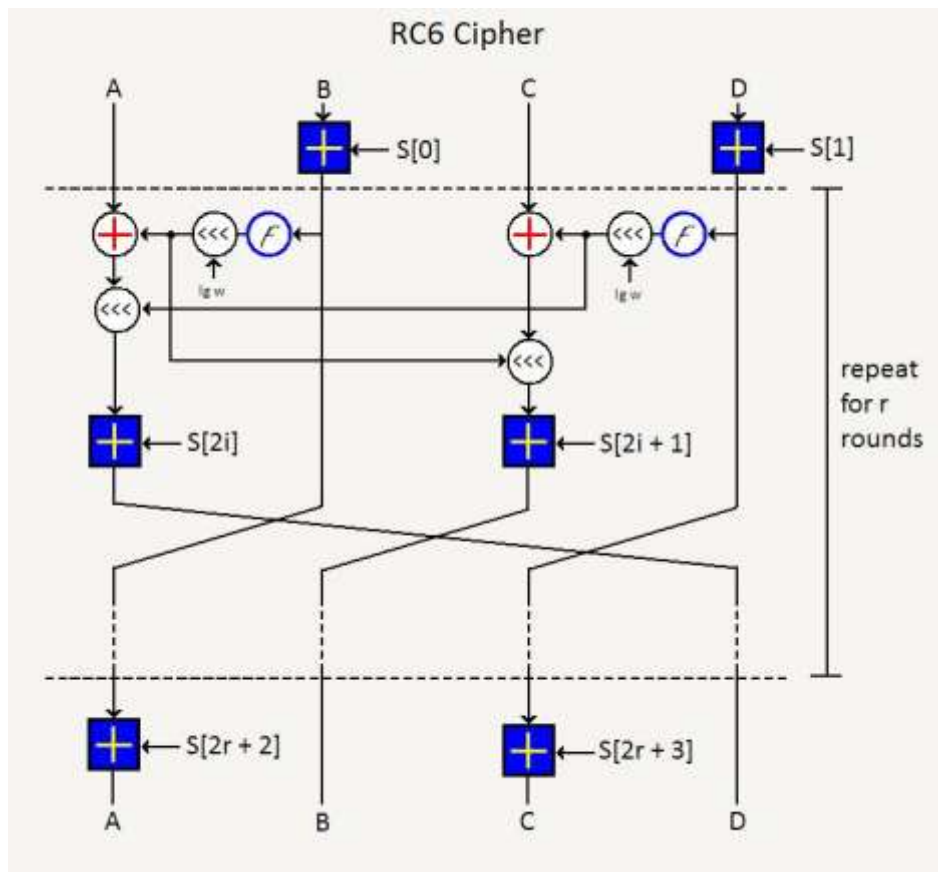 RC6 Cipher
A B C D
S[0] S[1]
<<< F <<< F
lg w lg w
<<<
<<<
repeat
for r
rounds
S[2i] S[2i + 1]
S[2r + 2] S[2r + 3]
A B C D